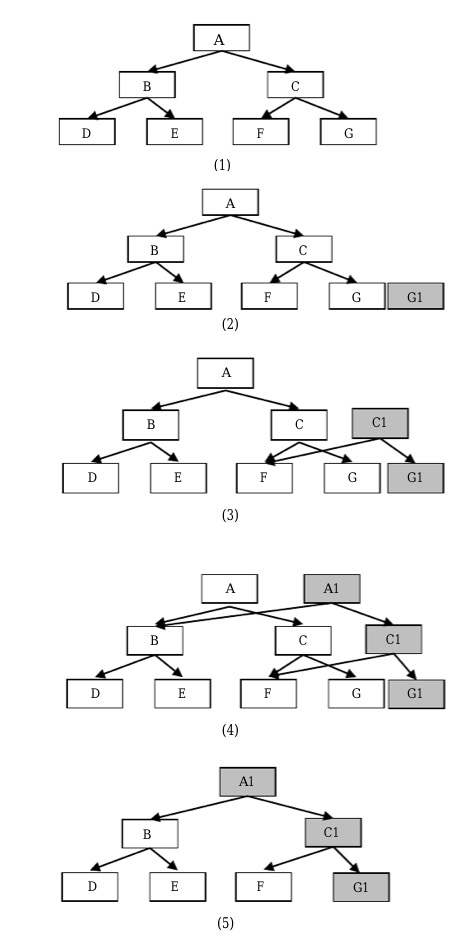 A
B C
D E F G
(1)
A
B C
D E F G G1
(2)
A
B C C1
D E F G G1
(3)
A A1
B C C1
D E F G G1
(4)
A1
B C1
D E F G1
(5)